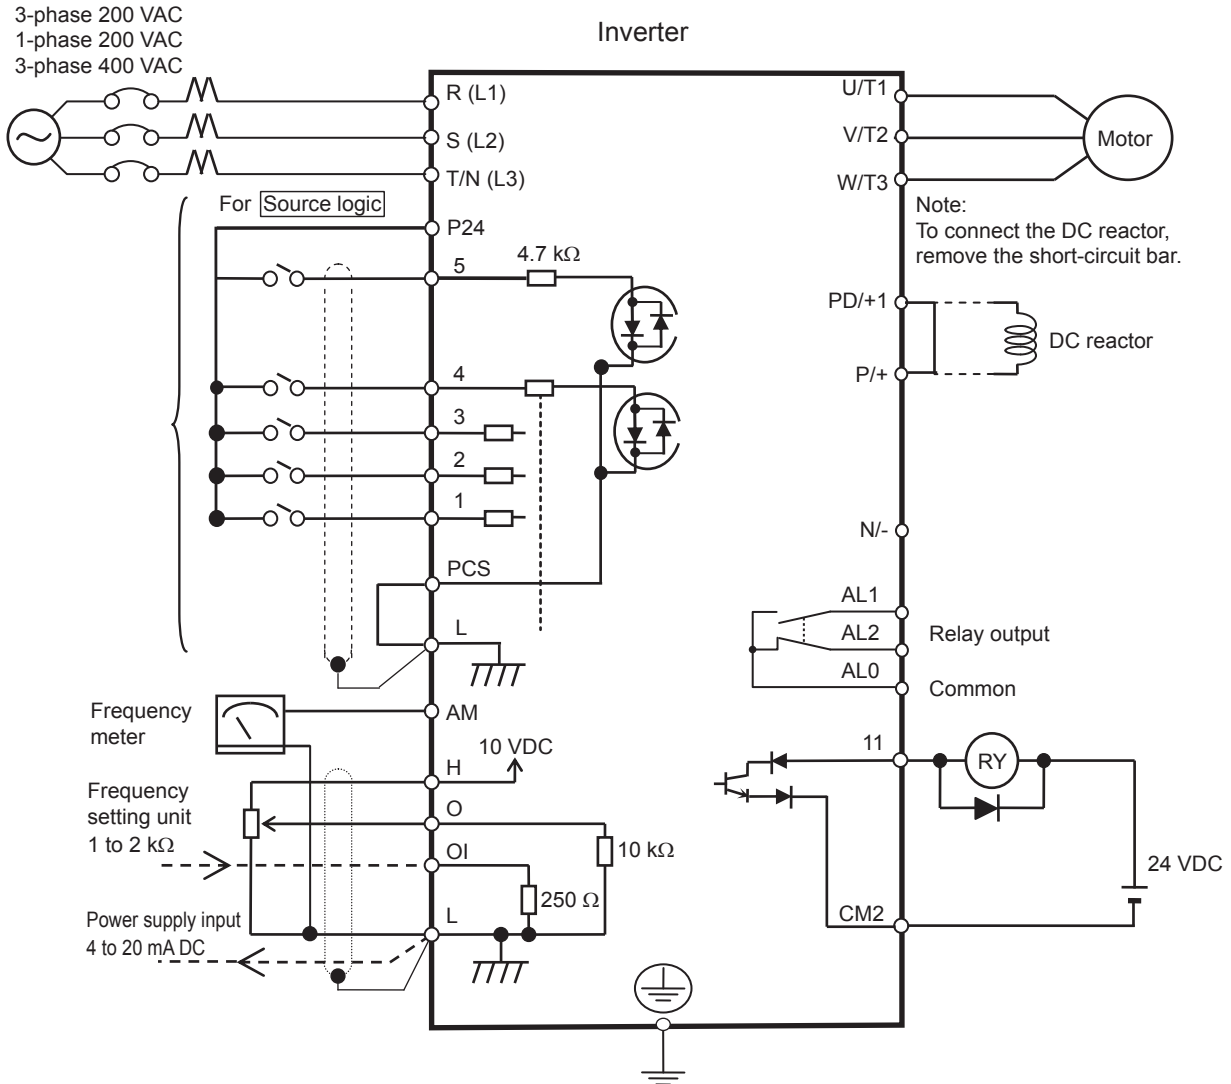 3-phase 200 VAC
1-phase 200 VAC
3-phase 400 VAC
Inverter
R (L1)
S (L2)
T/N (L3)
U/T1
V/T2
W/T3
Motor
Note:
To connect the DC reactor,
remove the short-circuit bar.
For Source logic
P24
5
4.7 kΩ
4
3
2
1
PCS
L
PD/+1
DC reactor
P/+
N/-
AL1
AL2
Relay output
AL0
Common
Frequency
meter
AM
10 VDC
H
Frequency
setting unit
1 to 2 kΩ
O
OI
10 kΩ
250 Ω
Power supply input
4 to 20 mA DC
L
11
RY
24 VDC
CM2